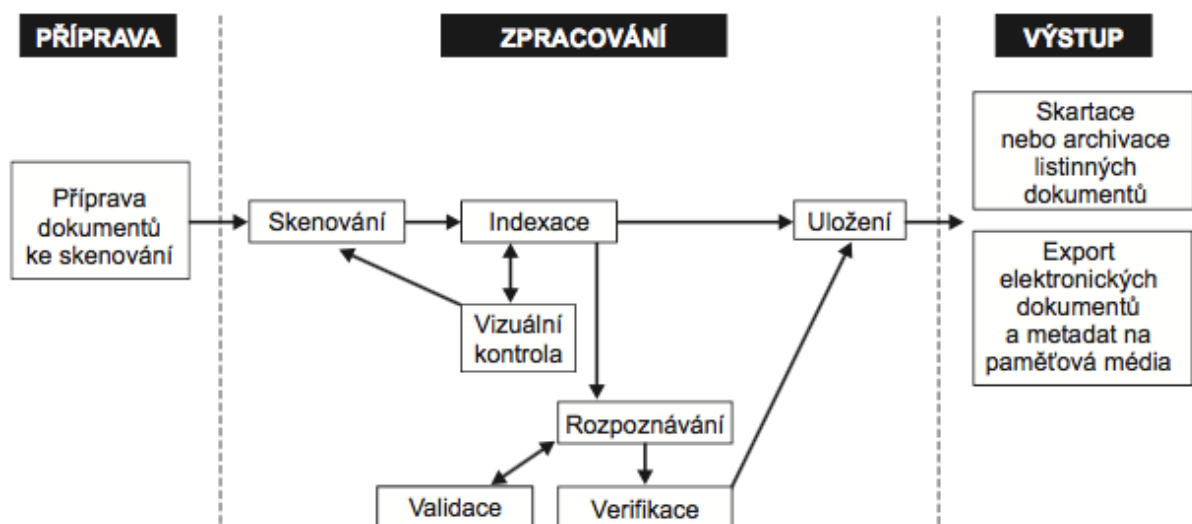 PŘÍPRAVA
ZPRACOVÁNÍ
VÝSTUP
Příprava
dokumentů
ke skenování
Skenování
Indexace
Uložení
Vizuální
kontrola
Rozpoznávání
Validace
Verifikace
Skartace
nebo archivace
listinných
dokumentů
Export
elektronických
dokumentů
a metadat na
paměťová média